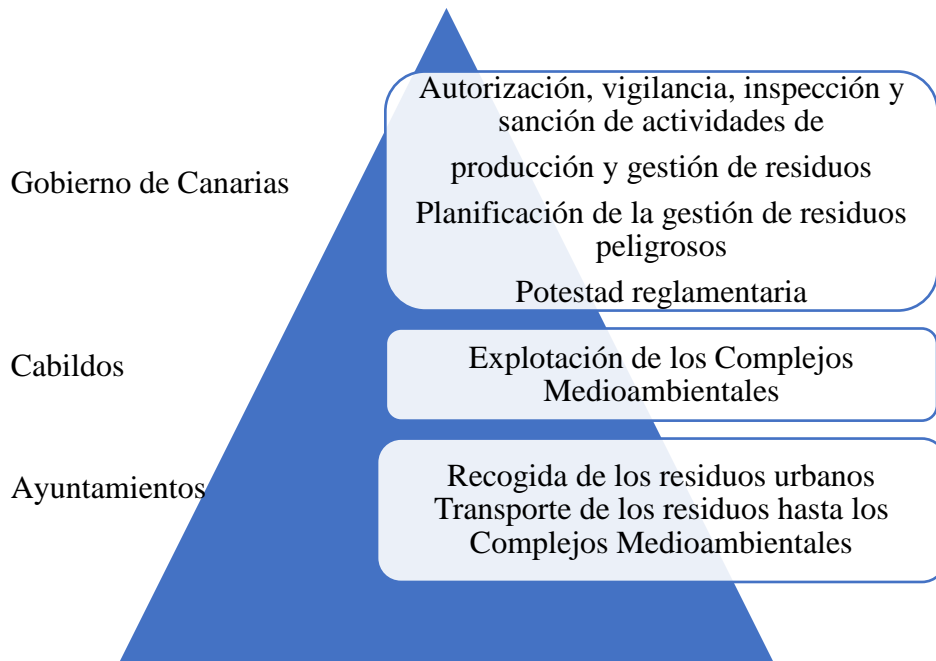 Gobierno de Canarias
Autorización, vigilancia, inspección y
sanción de actividades de
producción y gestión de residuos
Planificación de la gestión de residuos
peligrosos
Potestad reglamentaria
Cabildos
Explotación de los Complejos
Medioambientales
Ayuntamientos
Recogida de los residuos urbanos
Transporte de los residuos hasta los
Complejos Medioambientales